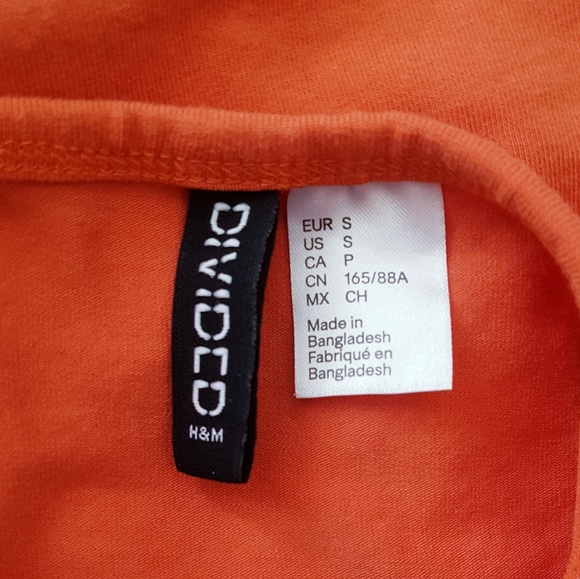 DIVIDED
H&M
EUR S
US S
CA P
CN 165/88A
MX CH
Made in
Bangladesh
Fabriqué en
Bangladesh